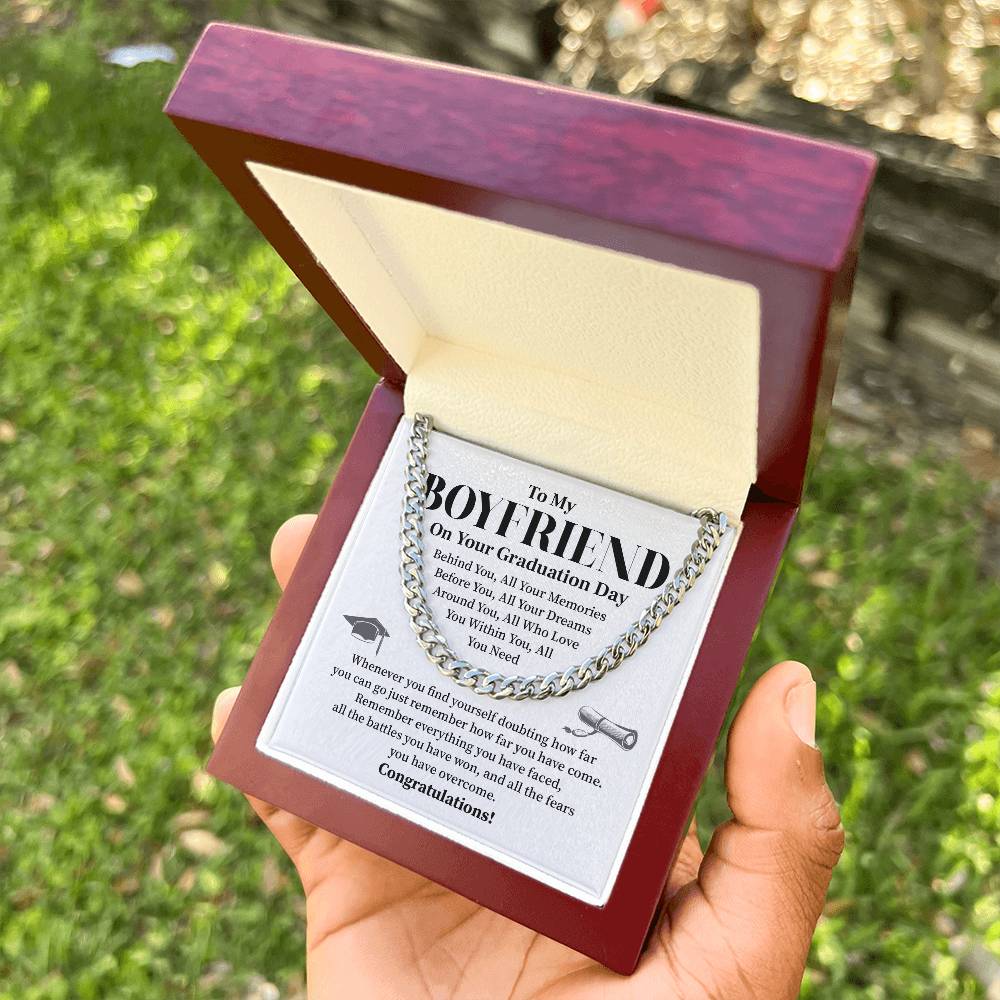 To My
BOYFRIEND
On Your Graduation Day
Behind You, All Your Memories
Before You, All Your Dreams
Around You, All Who Love
You Within You, All
You Need
Whenever you find yourself doubting how far
you can go just remember how far you have come.
Remember everything you have faced,
all the battles you have won, and all the fears
you have overcome.
Congratulations!